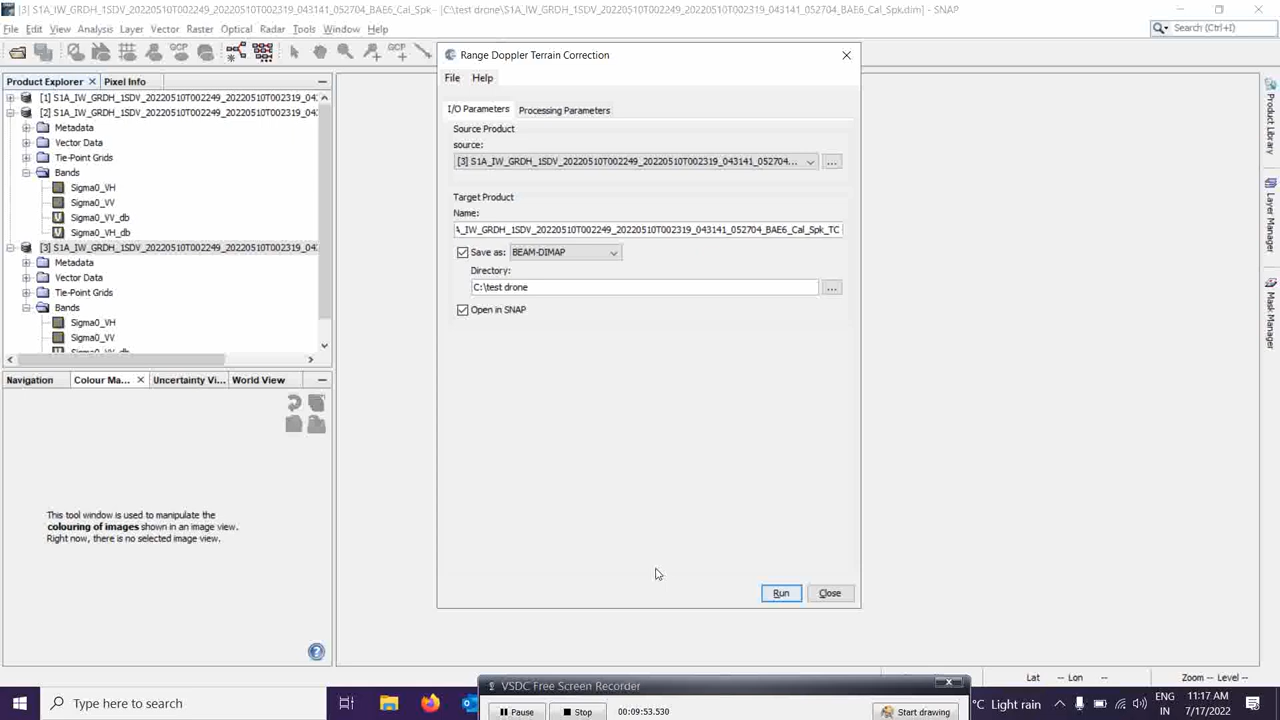 [3] S1A_IW_GRDH_1SDV_20220510T002249_20220510T002319_043141_052704_BAE6_Cal_Spk - [C:\test drone\S1A_IW_GRDH_1SDV_20220510T002249_20220510T002319_043141_052704_BAE6_Cal_Spk.dim] - SNAP
File Edit View Analysis Layer Vector Raster Optical Radar Tools Window Help
Search (Ctrl+I)
GCP GCP
Product Explorer Pixel Info
[1] S1A_IW_GRDH_1SDV_20220510T002249_20220510T002319_04
[2] S1A_IW_GRDH_1SDV_20220510T002249_20220510T002319_04
Metadata
Vector Data
Tie-Point Grids
Bands
Sigma0_VH
Sigma0_VV
Sigma0_VV_db
Sigma0_VH_db
[3] S1A_IW_GRDH_1SDV_20220510T002249_20220510T002319_04
Metadata
Vector Data
Tie-Point Grids
Bands
Sigma0_VH
Sigma0_VV
Navigation Colour Ma... Uncertainty Vi... World View
This tool window is used to manipulate the
colouring of images shown in an image view.
Right now, there is no selected image view.
Range Doppler Terrain Correction
File Help
I/O Parameters Processing Parameters
Source Product
source:
[3] S1A_IW_GRDH_1SDV_20220510T002249_20220510T002319_043141_052704... ...
Target Product
Name:
A_IW_GRDH_1SDV_20220510T002249_20220510T002319_043141_052704_BAE6_Cal_Spk_TC
Save as: BEAM-DIMAP
Directory:
C:\test drone ...
Open in SNAP
Run Close
Product Library
Layer Manager
Mask Manager
Lat -- Lon -- Zoom -- Level --
VSDC Free Screen Recorder
Pause Stop 00:09:53.530 Start drawing
Type here to search
°C Light rain
ENG
IN
11:17 AM
7/17/2022